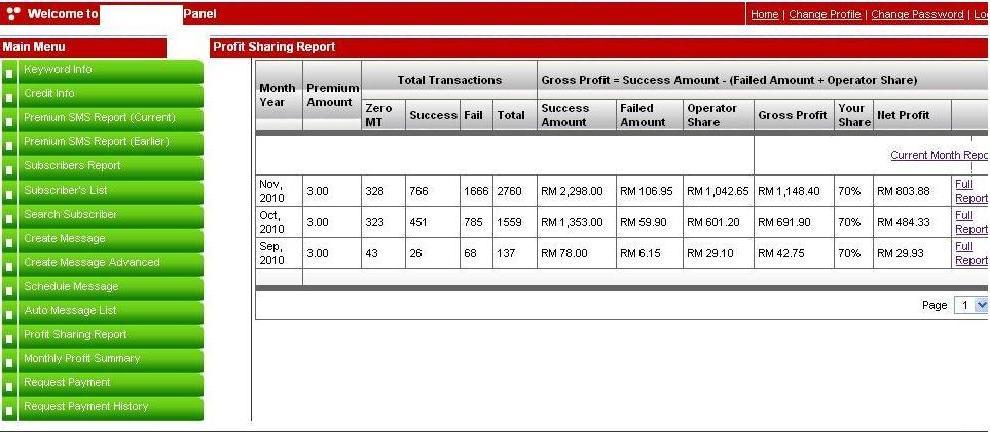 Welcome to Panel
Home | Change Profile | Change Password | Lo
Main Menu
Keyword Info
Credit Info
Premium SMS Report (Current)
Premium SMS Report (Earlier)
Subscribers Report
Subscriber's List
Search Subscriber
Create Message
Create Message Advanced
Schedule Message
Auto Message List
Profit Sharing Report
Monthly Profit Summary
Request Payment
Request Payment History
Profit Sharing Report
Month Year Premium Amount Total Transactions Gross Profit = Success Amount - (Failed Amount + Operator Share)
Zero MT Success Fail Total Success Amount Failed Amount Operator Share Gross Profit Your Share Net Profit
Current Month Repo
Nov, 2010 3.00 328 766 1666 2760 RM 2,298.00 RM 106.95 RM 1,042.65 RM 1,148.40 70% RM 803.88 Full Report
Oct, 2010 3.00 323 451 785 1559 RM 1,353.00 RM 59.90 RM 601.20 RM 691.90 70% RM 484.33 Full Report
Sep, 2010 3.00 43 26 68 137 RM 78.00 RM 6.15 RM 29.10 RM 42.75 70% RM 29.93 Full Report
Page 1